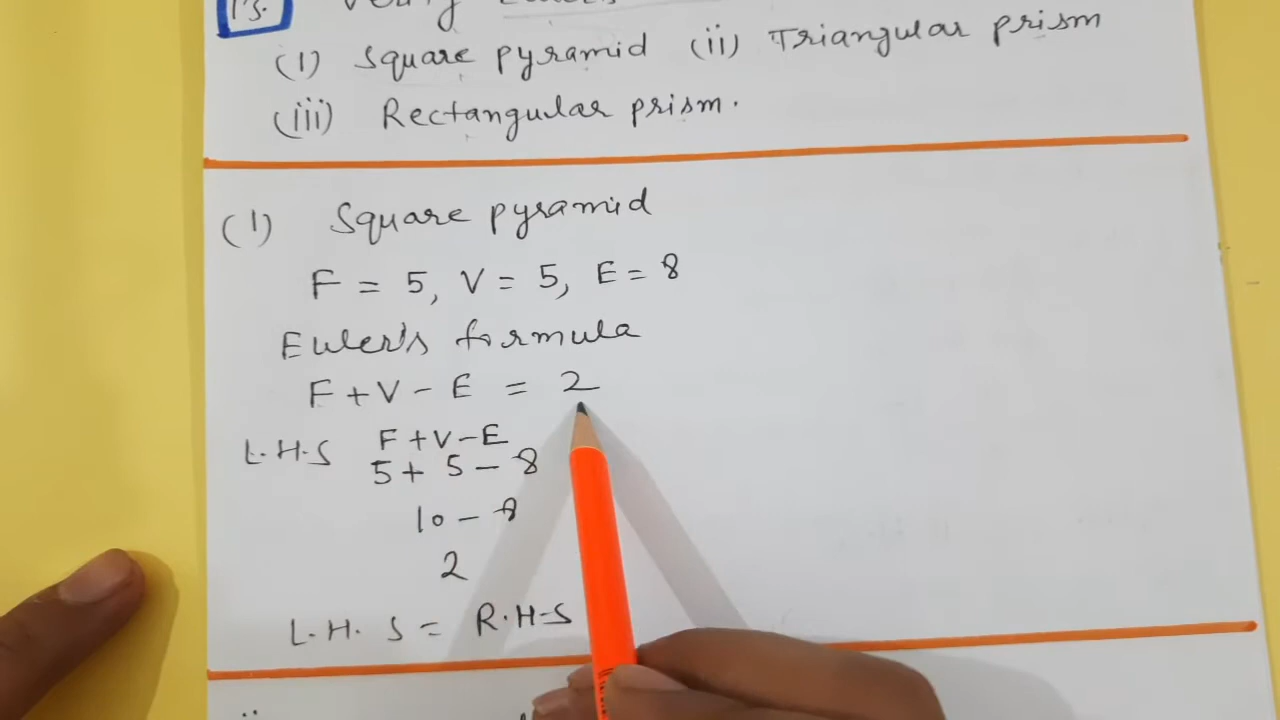 (i) Square pyramid (ii) Triangular prism
(iii) Rectangular prism.
(i) Square pyramid
F = 5, V = 5, E = 8
Euler's formula
F + V - E = 2
L.H.S F + V - E
5 + 5 - 8
10 - 8
2
L.H.S = R.H-S